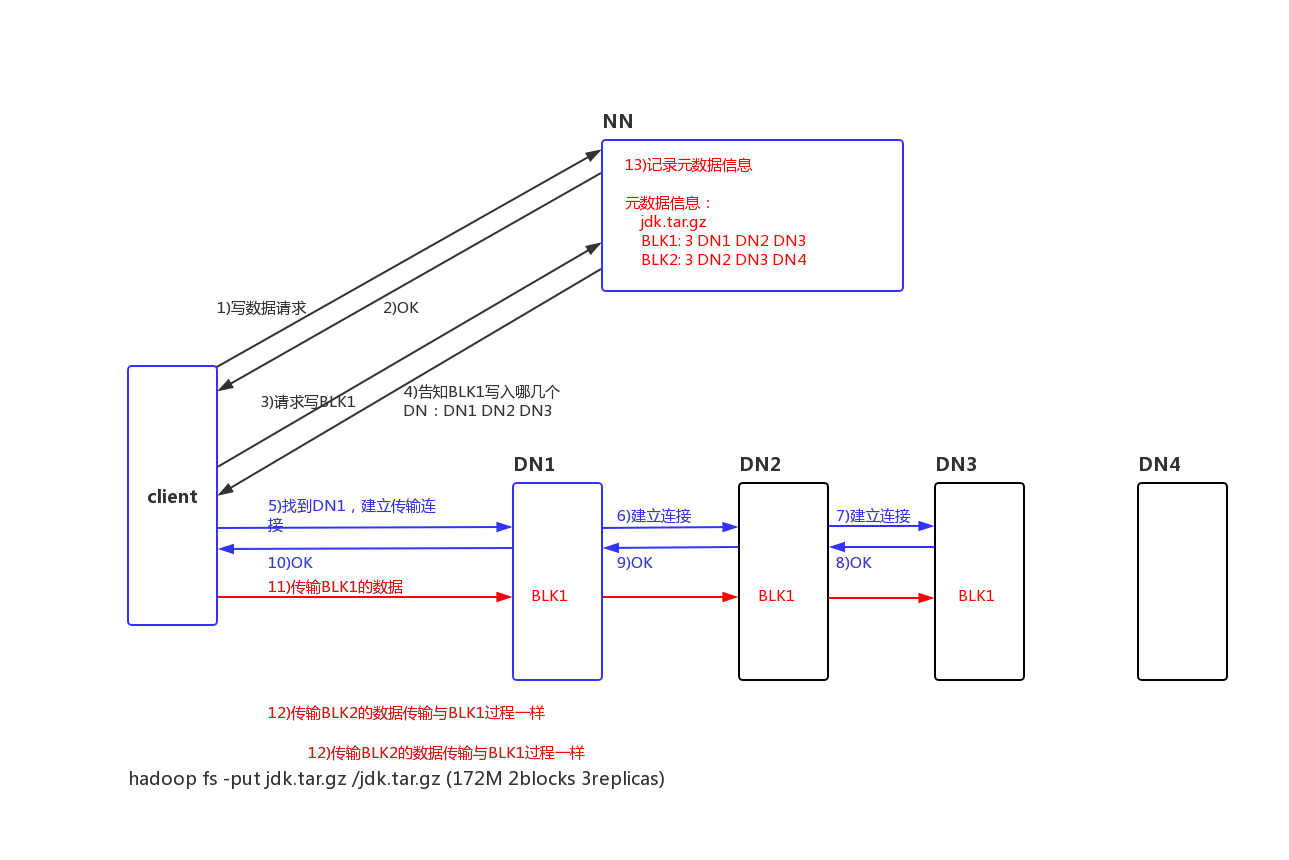 NN
13)记录元数据信息
元数据信息：
jdk.tar.gz
BLK1: 3 DN1 DN2 DN3
BLK2: 3 DN2 DN3 DN4
1)写数据请求
2)OK
3)请求写BLK1
4)告知BLK1写入哪几个
DN：DN1 DN2 DN3
client
DN1
DN2
DN3
DN4
5)找到DN1，建立传输连
接
6)建立连接
7)建立连接
10)OK
9)OK
8)OK
11)传输BLK1的数据
BLK1
BLK1
BLK1
12)传输BLK2的数据传输与BLK1过程一样
12)传输BLK2的数据传输与BLK1过程一样
hadoop fs -put jdk.tar.gz /jdk.tar.gz (172M 2blocks 3replicas)